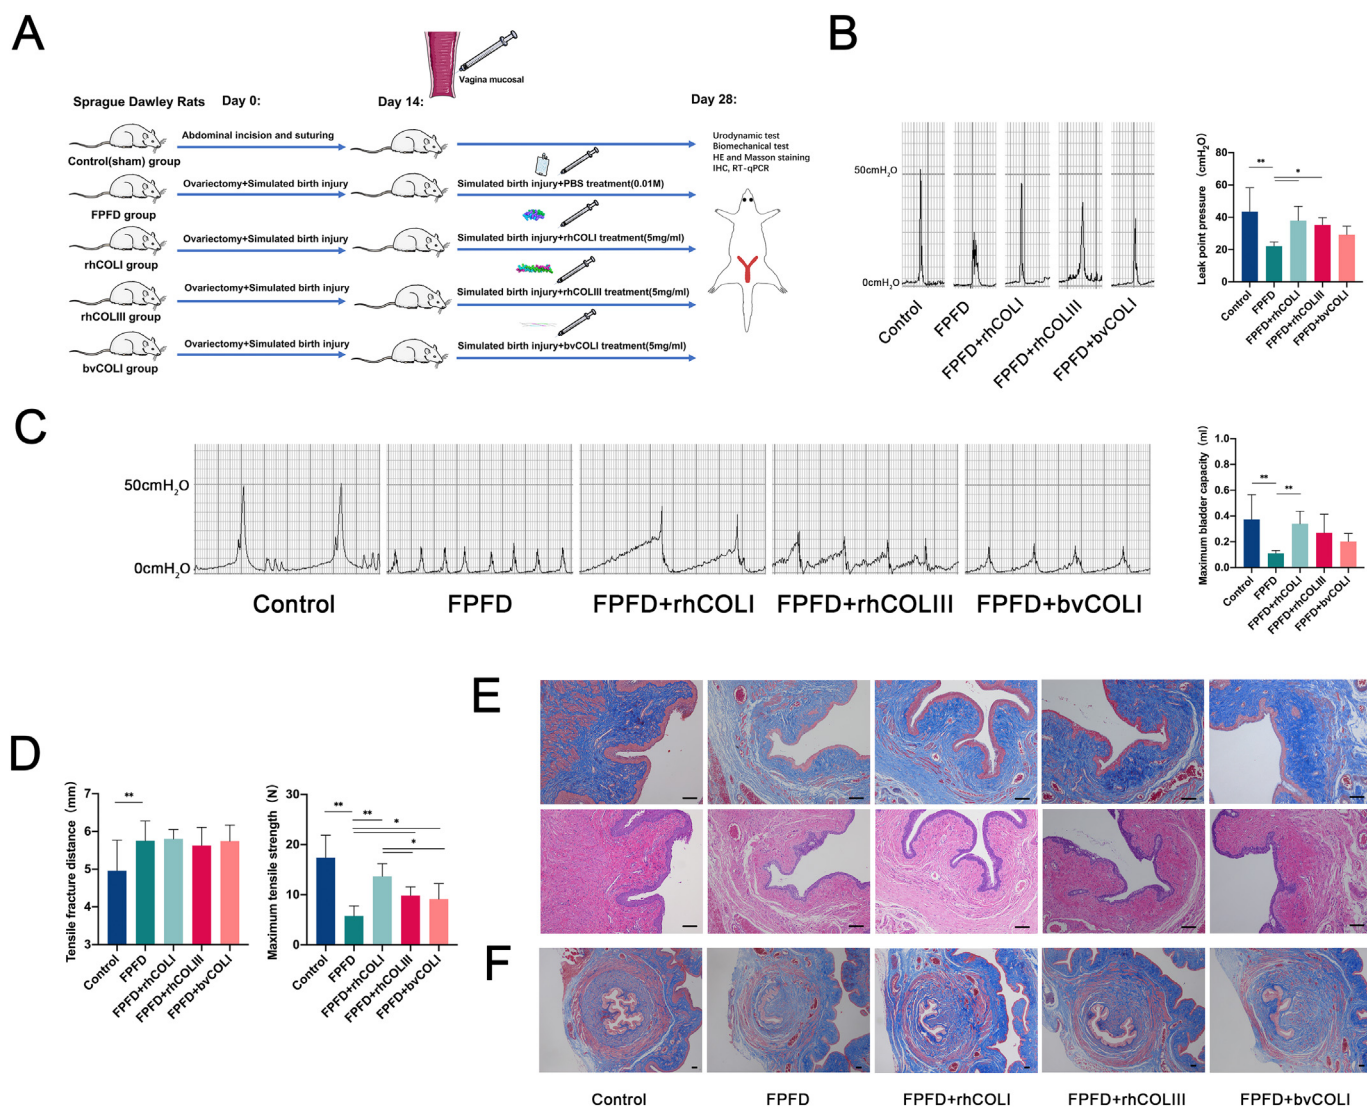 A
Vagina mucosal
Sprague Dawley Rats Day 0: Day 14: Day 28:
Abdominal incision and suturing
Control(sham) group
Urodynamic test
Biomechanical test
HE and Masson staining
IHC, RT-qPCR
Ovariectomy+Simulated birth injury
Simulated birth injury+PBS treatment(0.01M)
FPFD group
Ovariectomy+Simulated birth injury
Simulated birth injury+rhCOLI treatment(5mg/ml)
rhCOLI group
Ovariectomy+Simulated birth injury
Simulated birth injury+rhCOLIII treatment(5mg/ml)
rhCOLIII group
Ovariectomy+Simulated birth injury
Simulated birth injury+bvCOLI treatment(5mg/ml)
bvCOLI group
B
50cmH₂O
0cmH₂O
Control
FPFD
FPFD+rhCOLI
FPFD+rhCOLIII
FPFD+bvCOLI
Leak point pressure (cmH₂O)
80
60
40
20
0
**
*
Control
FPFD
FPFD+rhCOLI
FPFD+rhCOLIII
FPFD+bvCOLI
C
50cmH₂O
0cmH₂O
Control
FPFD
FPFD+rhCOLI
FPFD+rhCOLIII
FPFD+bvCOLI
Maximum bladder capacity (ml)
1.0
0.8
0.6
0.4
0.2
0.0
**
**
Control
FPFD
FPFD+rhCOLI
FPFD+rhCOLIII
FPFD+bvCOLI
D
Tensile fracture distance (mm)
7
6
5
4
3
**
Control
FPFD
FPFD+rhCOLI
FPFD+rhCOLIII
FPFD+bvCOLI
Maximum tensile strength (N)
30
20
10
0
**
**
*
*
Control
FPFD
FPFD+rhCOLI
FPFD+rhCOLIII
FPFD+bvCOLI
E
F
Control
FPFD
FPFD+rhCOLI
FPFD+rhCOLIII
FPFD+bvCOLI